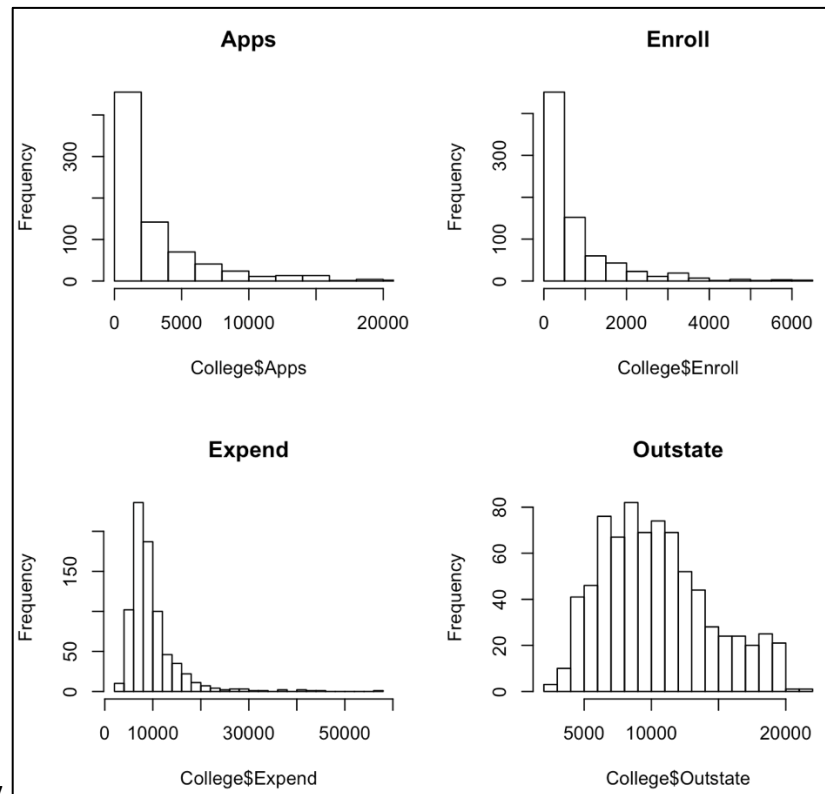 Apps
Frequency
300
100
0
0 5000 10000 20000
College$Apps
Enroll
Frequency
300
100
0
0 2000 4000 6000
College$Enroll
Expend
Frequency
150
50
0
0 10000 30000 50000
College$Expend
Outstate
Frequency
80
60
40
20
0
5000 10000 20000
College$Outstate